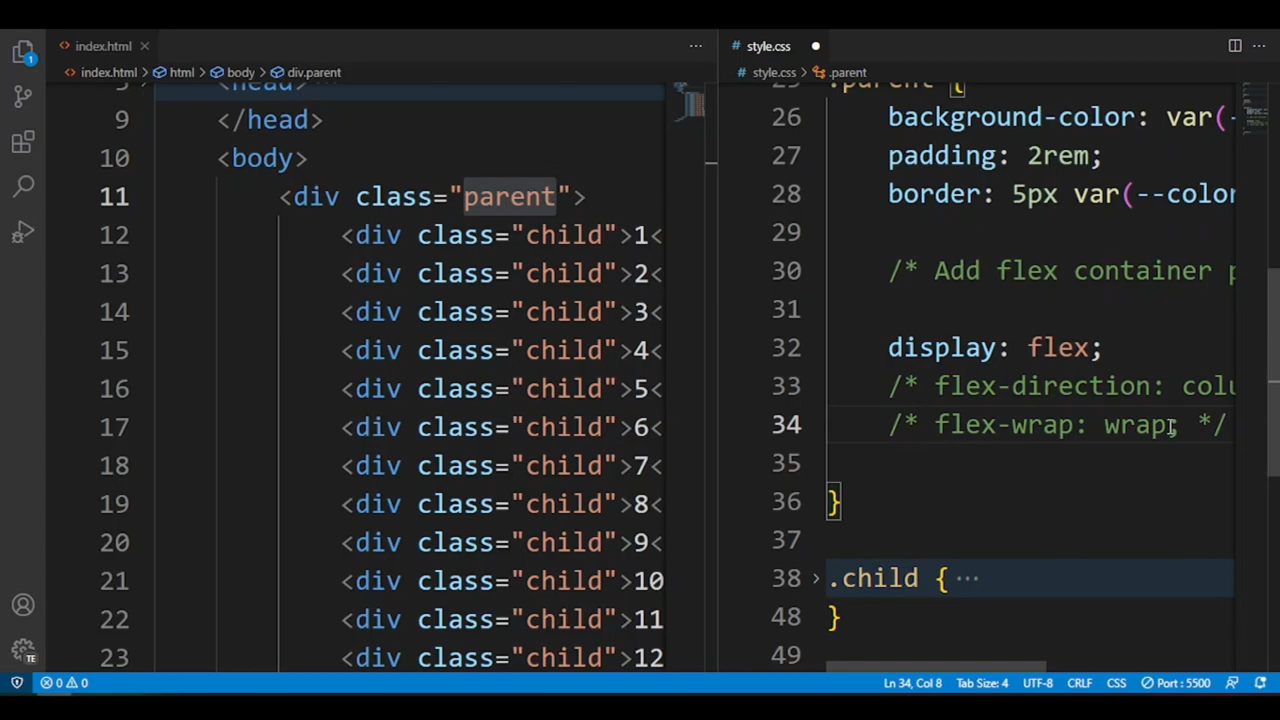 index.html
style.css
index.html html body div.parent
style.css .parent
9 </head>
10 <body>
11 <div class="parent">
12 <div class="child">1<
13 <div class="child">2<
14 <div class="child">3<
15 <div class="child">4<
16 <div class="child">5<
17 <div class="child">6<
18 <div class="child">7<
19 <div class="child">8<
20 <div class="child">9<
21 <div class="child">10
22 <div class="child">11
23 <div class="child">12
.parent {
26 background-color: var(-
27 padding: 2rem;
28 border: 5px var(--color
29
30 /* Add flex container p
31
32 display: flex;
33 /* flex-direction: colu
34 /* flex-wrap: wrap; */
35
36 }
37
38 .child { ···
48 }
49
1
TE
0 0
Ln 34, Col 8 Tab Size: 4 UTF-8 CRLF CSS Port : 5500